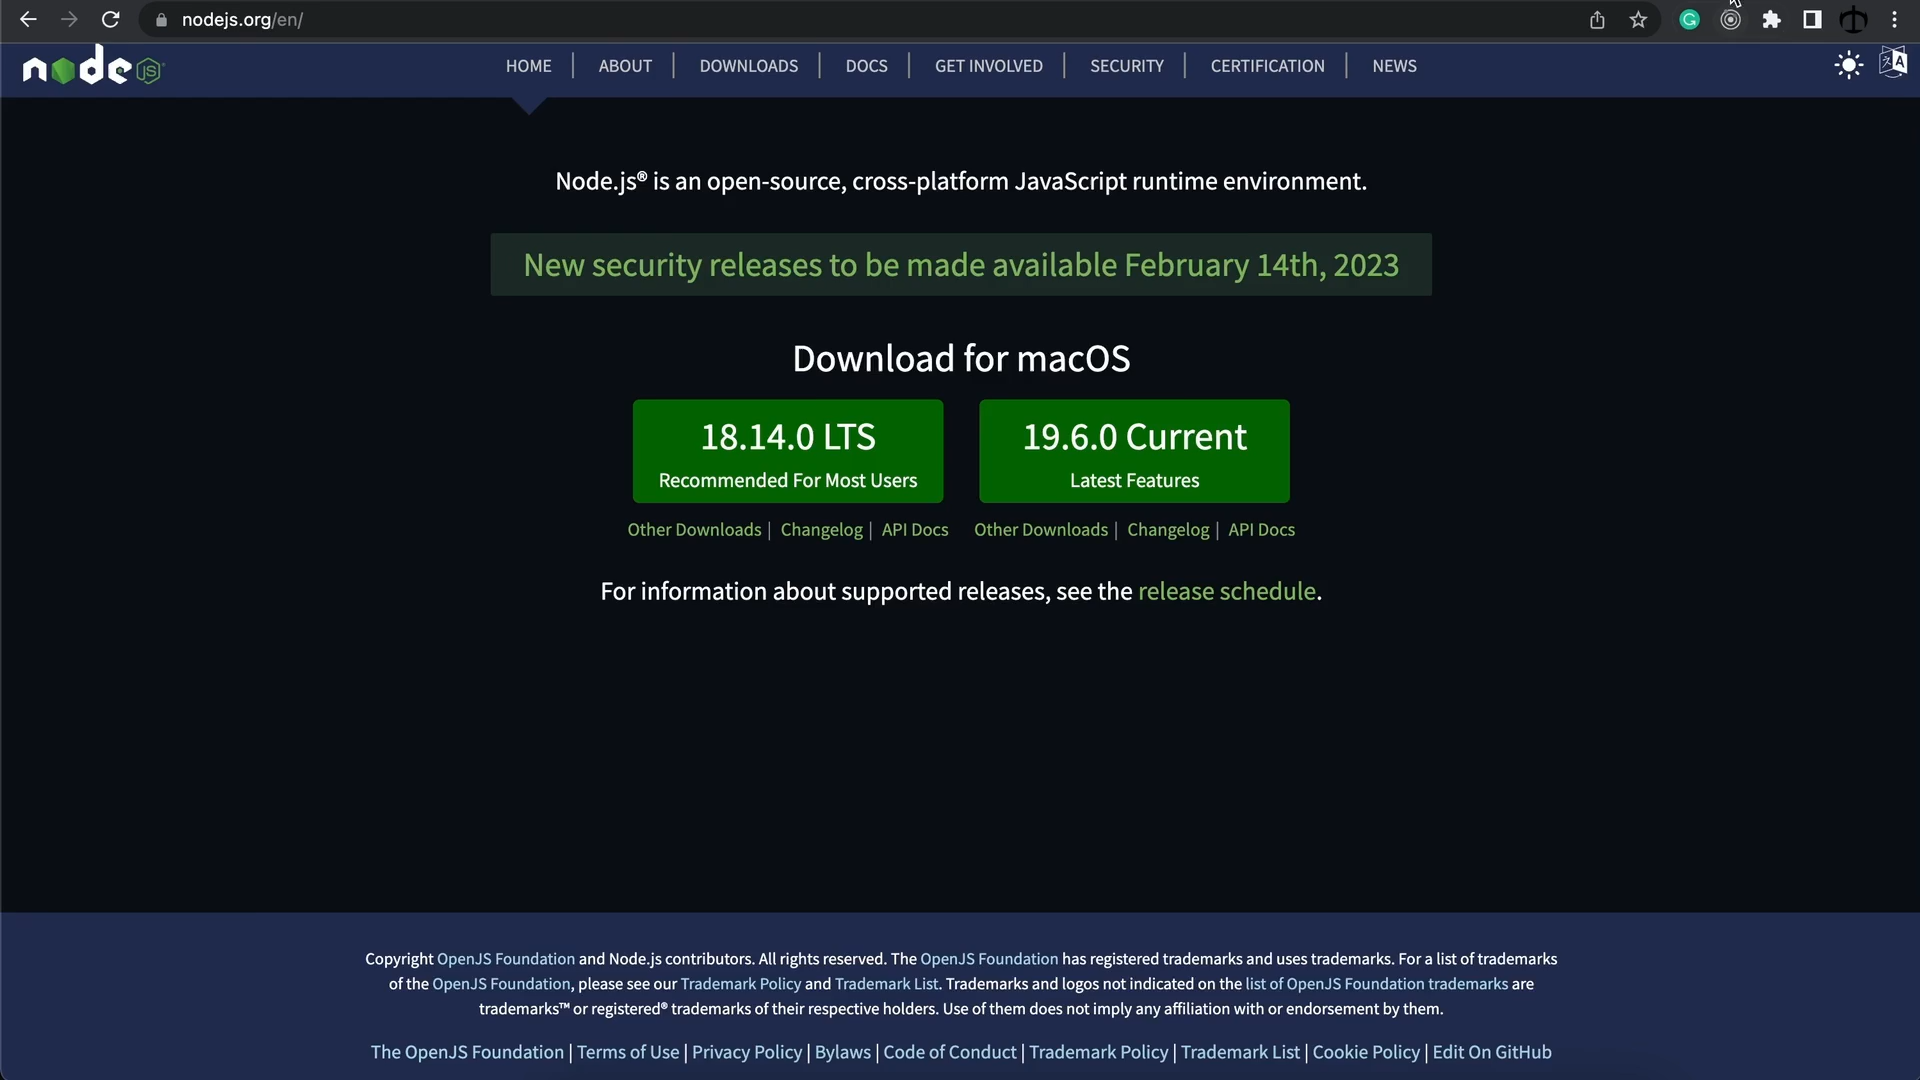 nodejs.org/en/
node JS
HOME | ABOUT | DOWNLOADS | DOCS | GET INVOLVED | SECURITY | CERTIFICATION | NEWS
Node.js® is an open-source, cross-platform JavaScript runtime environment.
New security releases to be made available February 14th, 2023
Download for macOS
18.14.0 LTS
Recommended For Most Users
19.6.0 Current
Latest Features
Other Downloads | Changelog | API Docs
Other Downloads | Changelog | API Docs
For information about supported releases, see the release schedule.
Copyright OpenJS Foundation and Node.js contributors. All rights reserved. The OpenJS Foundation has registered trademarks and uses trademarks. For a list of trademarks
of the OpenJS Foundation, please see our Trademark Policy and Trademark List. Trademarks and logos not indicated on the list of OpenJS Foundation trademarks are
trademarks™ or registered® trademarks of their respective holders. Use of them does not imply any affiliation with or endorsement by them.
The OpenJS Foundation | Terms of Use | Privacy Policy | Bylaws | Code of Conduct | Trademark Policy | Trademark List | Cookie Policy | Edit On GitHub